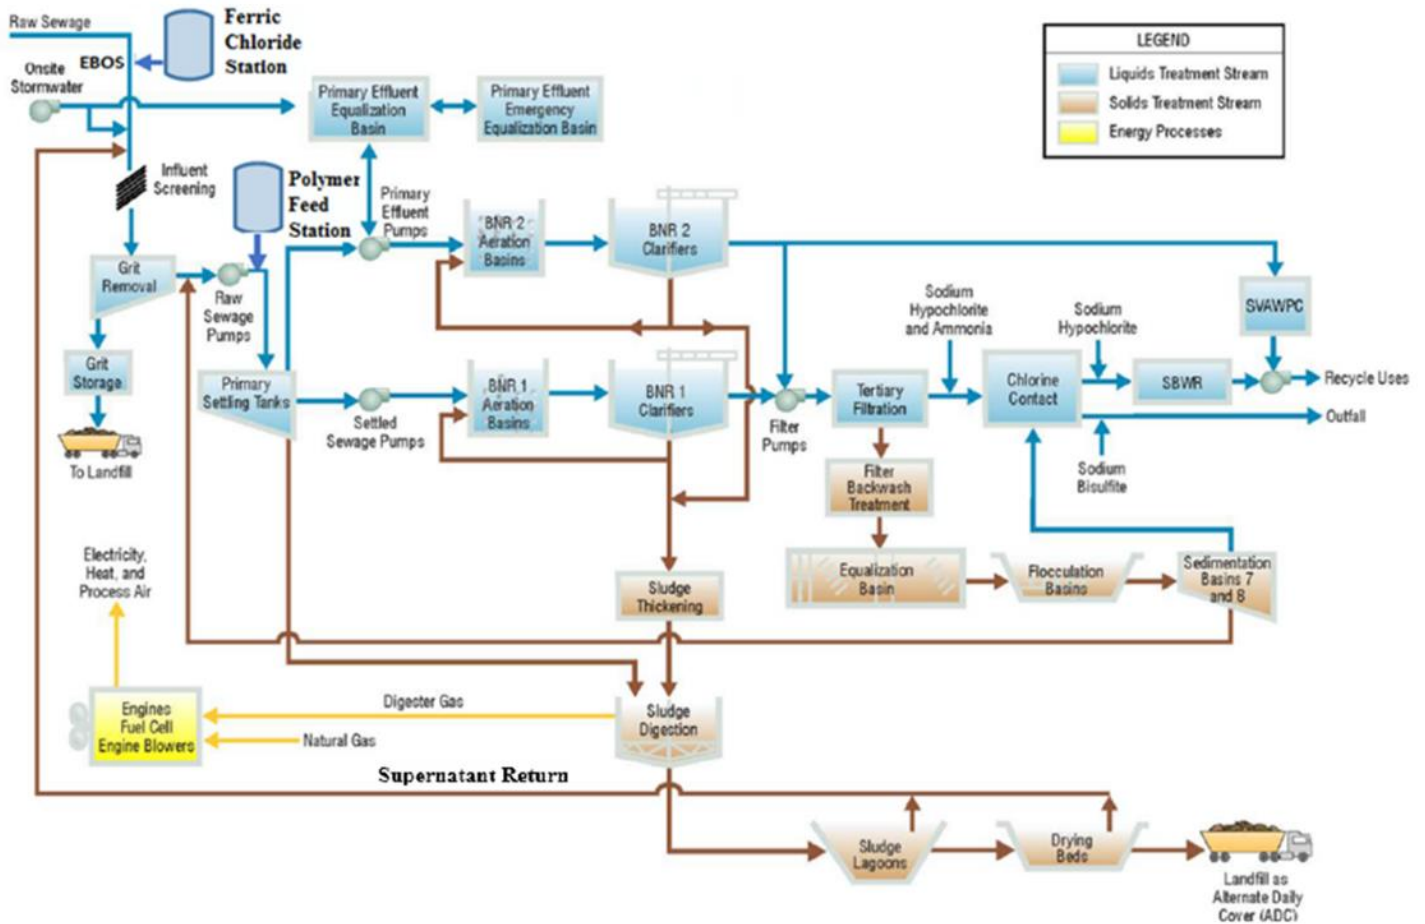 Raw Sewage
Ferric
Chloride
Station
EBOS
Onsite
Stormwater
Primary Effluent
Equalization
Basin
Primary Effluent
Emergency
Equalization Basin
LEGEND
Liquids Treatment Stream
Solids Treatment Stream
Energy Processes
Influent
Screening
Polymer
Feed
Station
Primary
Effluent
Pumps
BNR 2
Aeration
Basins
BNR 2
Clarifiers
Grit
Removal
Raw
Sewage
Pumps
Sodium
Hypochlorite
and Ammonia
Sodium
Hypochlorite
SVAWPC
Grit
Storage
Primary
Settling Tanks
Settled
Sewage Pumps
BNR 1
Aeration
Basins
BNR 1
Clarifiers
Filter
Pumps
Tertiary
Filtration
Chlorine
Contact
SBWR
Recycle Uses
Outfall
To Landfill
Filter
Backwash
Treatment
Sodium
Bisulfite
Electricity,
Heat, and
Process Air
Sludge
Thickening
Equalization
Basin
Flocculation
Basins
Sedimentation
Basins 7
and 8
Engines
Fuel Cell
Engine Blowers
Digester Gas
Natural Gas
Sludge
Digestion
Supernatant Return
Sludge
Lagoons
Drying
Beds
Landfill as
Alternate Daily
Cover (ADC)